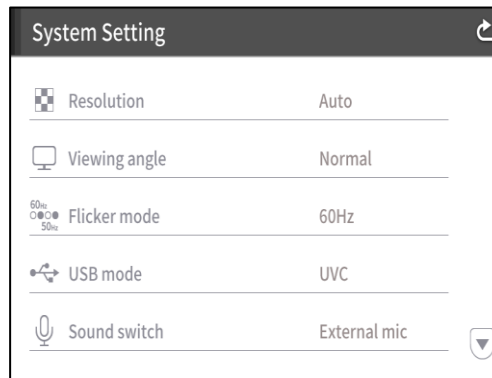 System Setting
Resolution Auto
Viewing angle Normal
60Hz
50Hz
Flicker mode 60Hz
USB mode UVC
Sound switch External mic